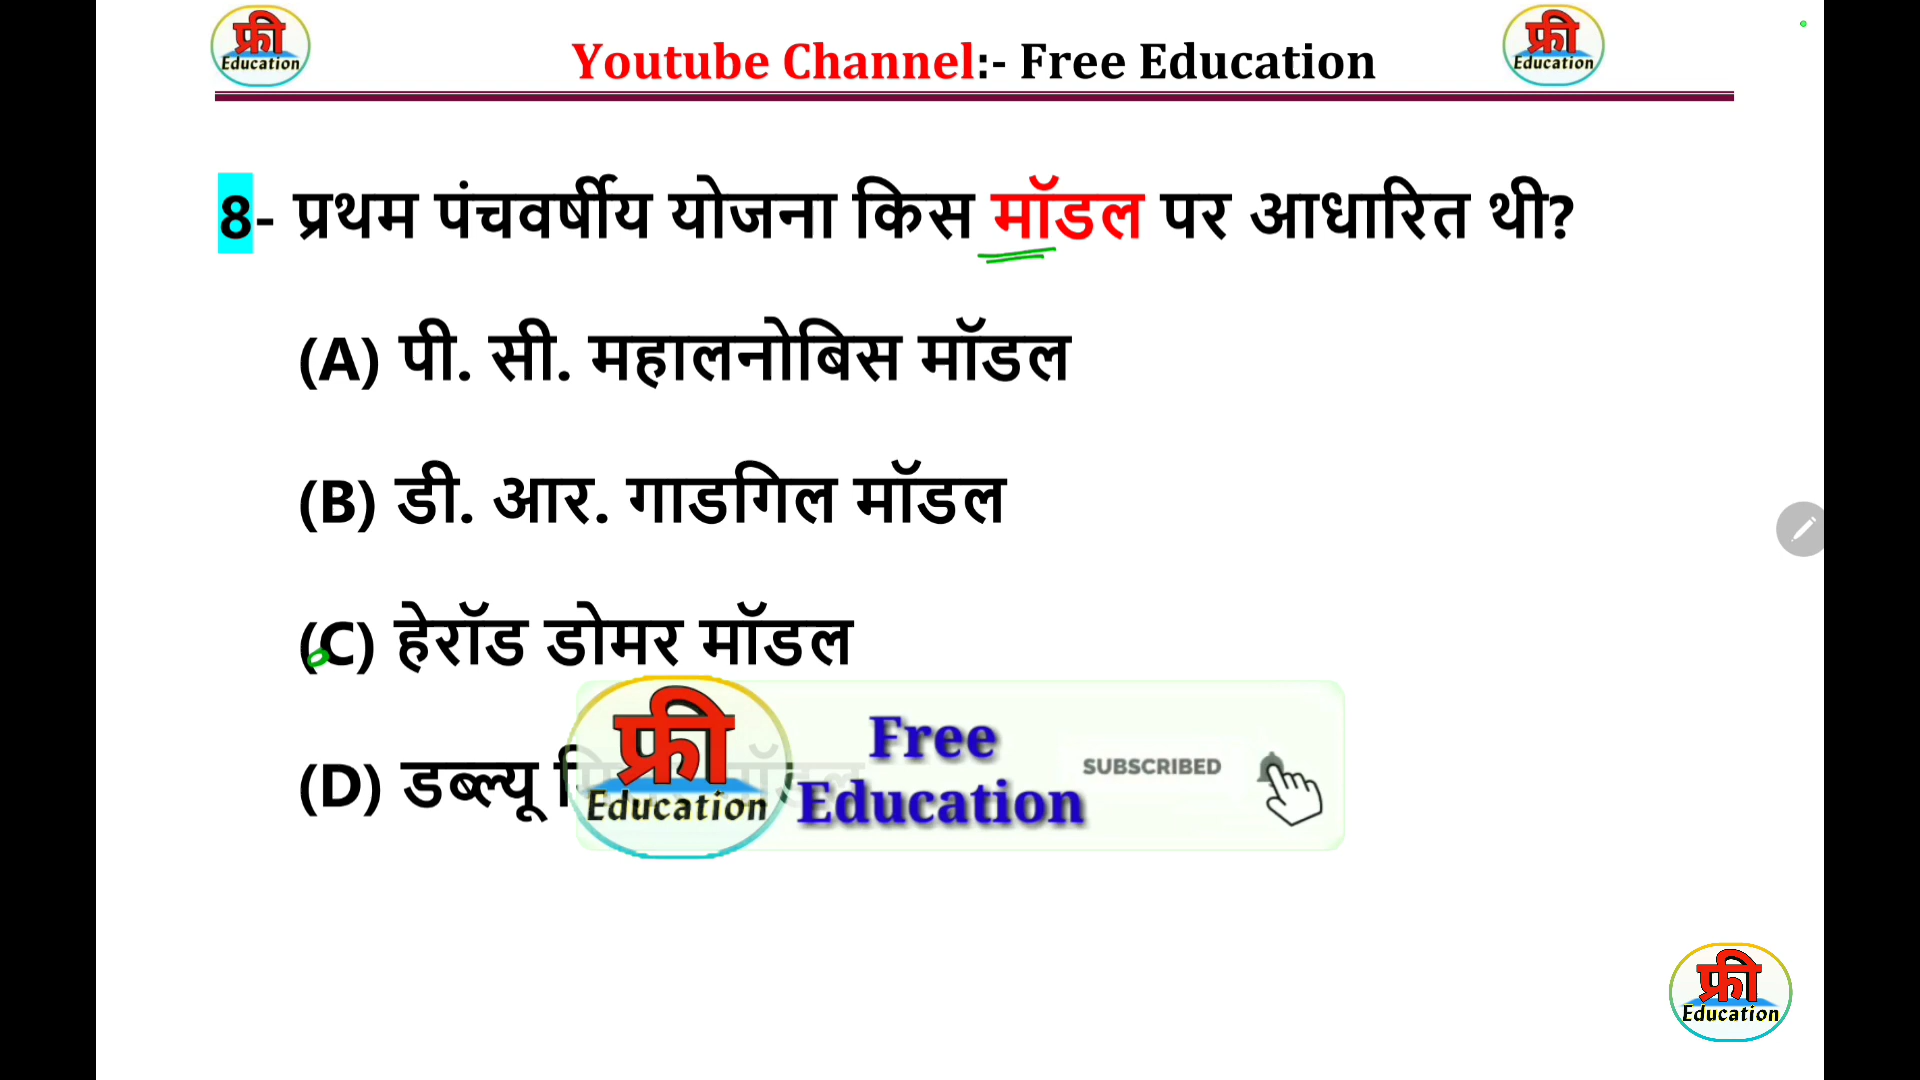 फ्री
Education
Youtube Channel:- Free Education
फ्री
Education
8- प्रथम पंचवर्षीय योजना किस मॉडल पर आधारित थी?
(A) पी. सी. महालनोबिस मॉडल
(B) डी. आर. गाडगिल मॉडल
(C) हेरॉड डोमर मॉडल
(D) डब्ल्यू मॉडल
फ्री
Education
Free
Education
SUBSCRIBED
फ्री
Education